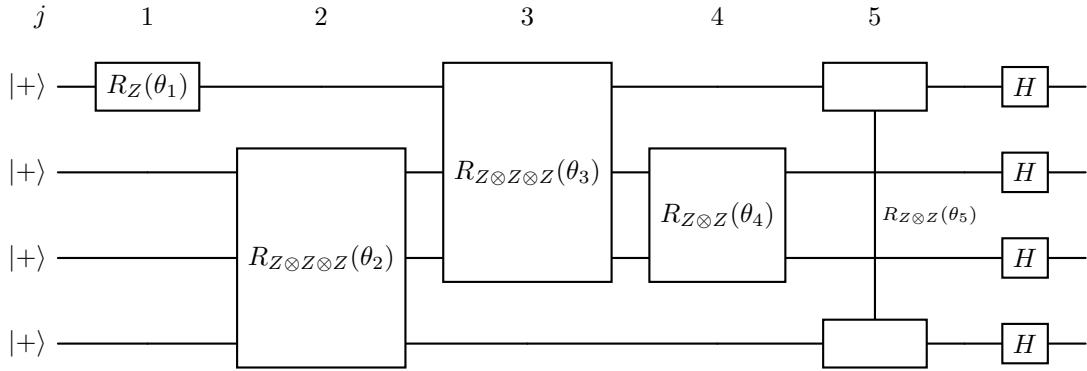 j 1 2 3 4 5
|+⟩ R_Z(θ_1) H
|+⟩ H
R_{Z⊗Z⊗Z}(θ_3)
R_{Z⊗Z}(θ_4) R_{Z⊗Z}(θ_5)
|+⟩ R_{Z⊗Z⊗Z}(θ_2) H
|+⟩ H